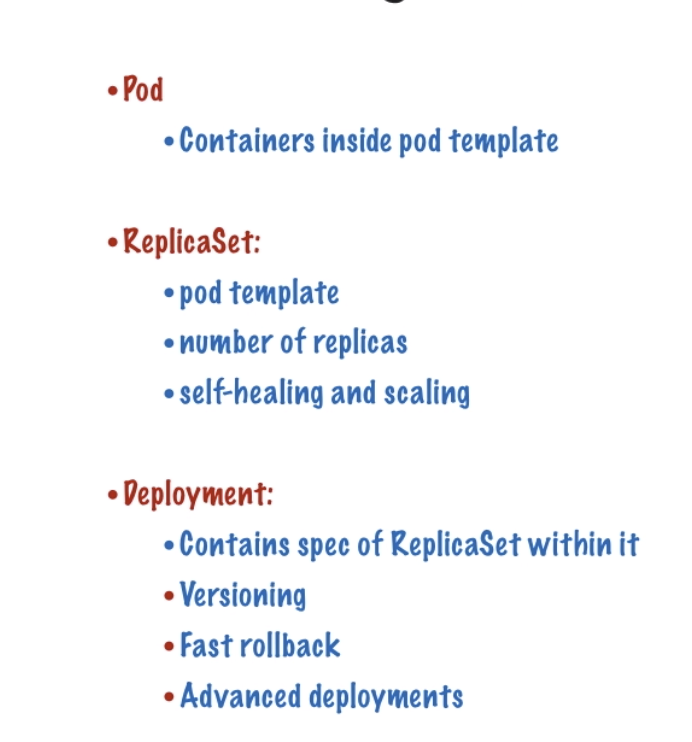 •Pod
•Containers inside pod template
•ReplicaSet:
•pod template
•number of replicas
•self-healing and scaling
•Deployment:
•Contains spec of ReplicaSet within it
•Versioning
•Fast rollback
•Advanced deployments